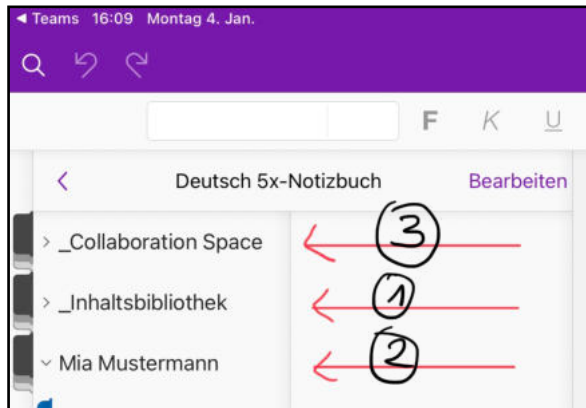 ◀ Teams 16:09 Montag 4. Jan.
F K U
< Deutsch 5x-Notizbuch Bearbeiten
> _Collaboration Space 3
> _Inhaltsbibliothek 1
Mia Mustermann 2